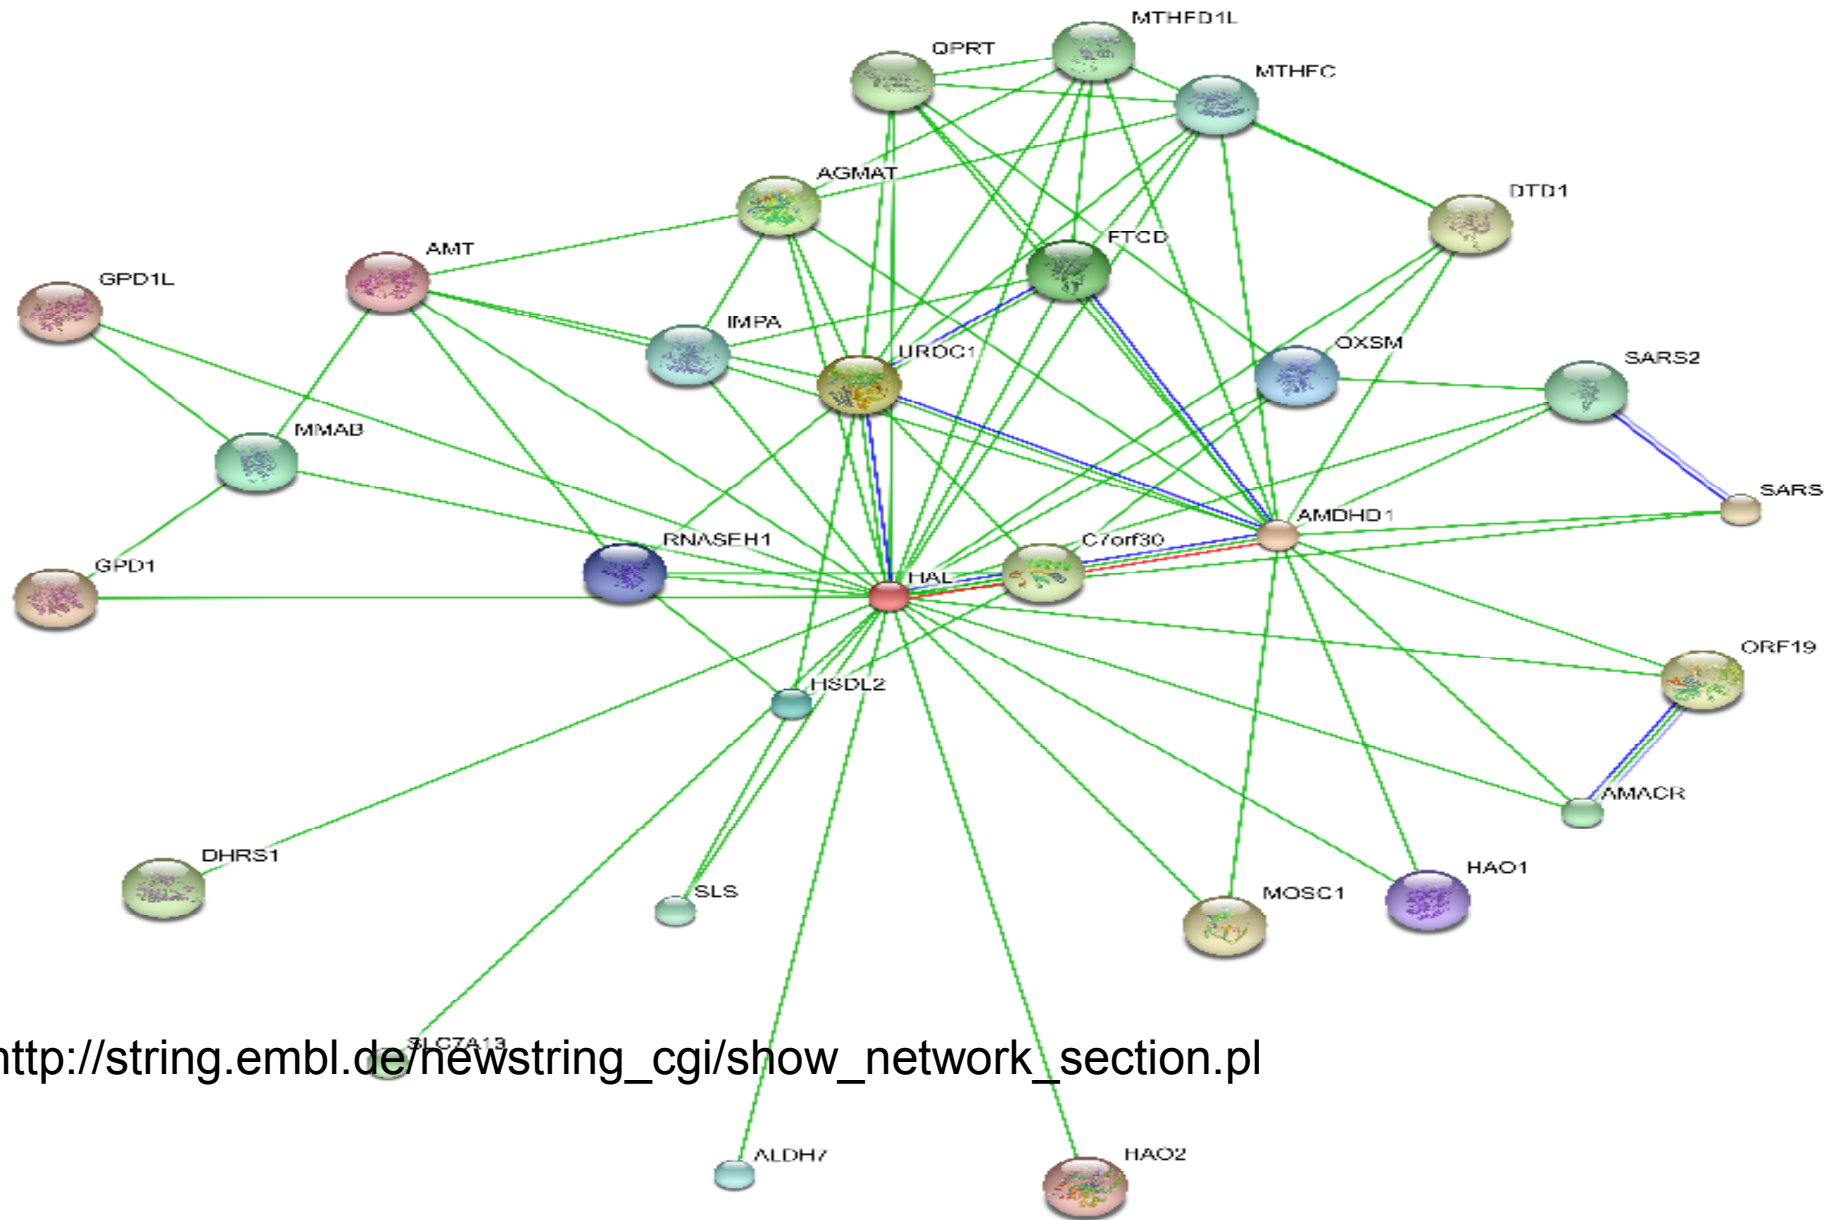 MTHFD1L
QPRT
MTHFC
AGMAT
DTD1
FTCD
AMT
GPD1L
IMPA
UROC1
OXSM
SARS2
MMAB
SARS
AMDHD1
RNASEH1
C7orf30
GPD1
HAL
ORF19
HSDL2
AMACR
DHRS1
HAO1
SLS
MOSC1
SLC7A13
http://string.embl.de/newstring_cgi/show_network_section.pl
ALDH7
HAO2